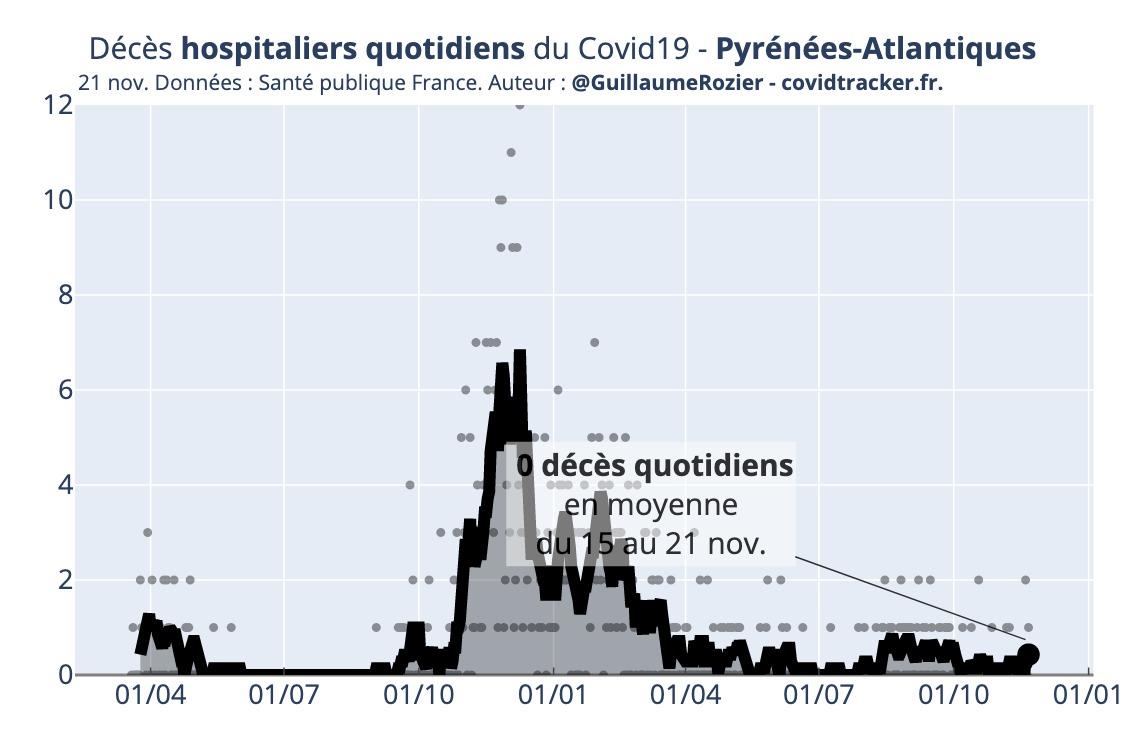 Décès hospitaliers quotidiens du Covid19 - Pyrénées-Atlantiques
21 nov. Données : Santé publique France. Auteur : @GuillaumeRozier - covidtracker.fr.
12
10
8
6
4
2
0
0 décès quotidiens
en moyenne
du 15 au 21 nov.
01/04 01/07 01/10 01/01 01/04 01/07 01/10 01/01